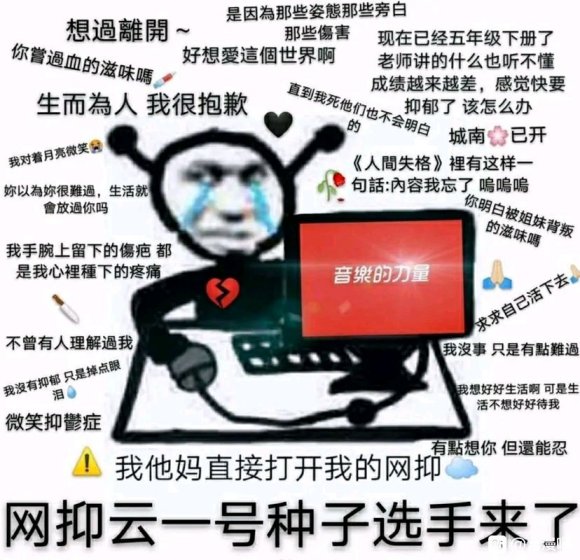 是因為那些姿態那些旁白
那些傷害
想過離開~
好想愛這個世界啊
你嘗過血的滋味嗎
现在已经五年级下册了
老师讲的什么也听不懂
成绩越来越差，感觉快要
抑郁了 该怎么办
生而為人 我很抱歉
直到我死他们也不会明白
的
城南🌸已开
我对着月亮微笑😭
《人間失格》裡有这样一
句話:內容我忘了 嗚嗚嗚
妳以為妳很難過，生活就
會放過你吗
你明白被姐妹背叛
的滋味嗎
我手腕上留下的傷疤 都
是我心裡種下的疼痛
音樂的力量
求求自己活下去
不曾有人理解過我
我沒事 只是有點難過
我沒有抑郁 只是掉点眼
泪💧
我想好好生活啊 可是生
活不想好好待我
微笑抑鬱症
有點想你 但還能忍
⚠️ 我他妈直接打开我的网抑☁️
网抑云一号种子选手来了